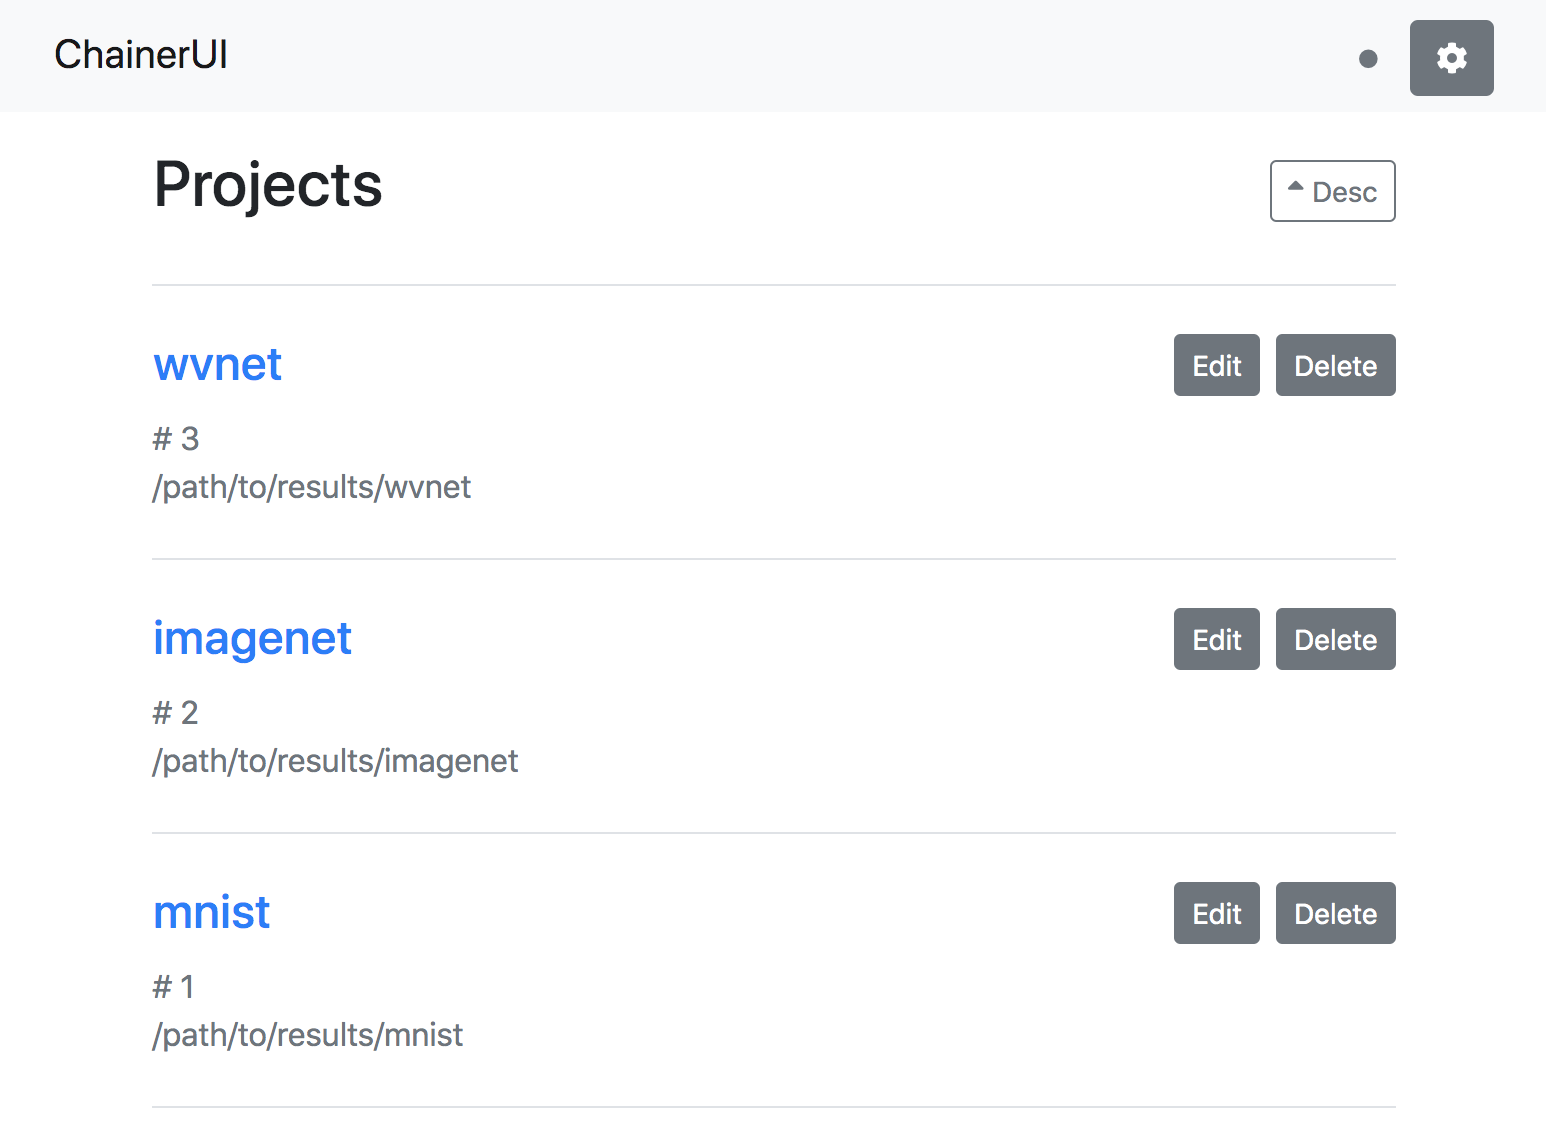 ChainerUI
Projects
Desc
wvnet
Edit Delete
# 3
/path/to/results/wvnet
imagenet
Edit Delete
# 2
/path/to/results/imagenet
mnist
Edit Delete
# 1
/path/to/results/mnist